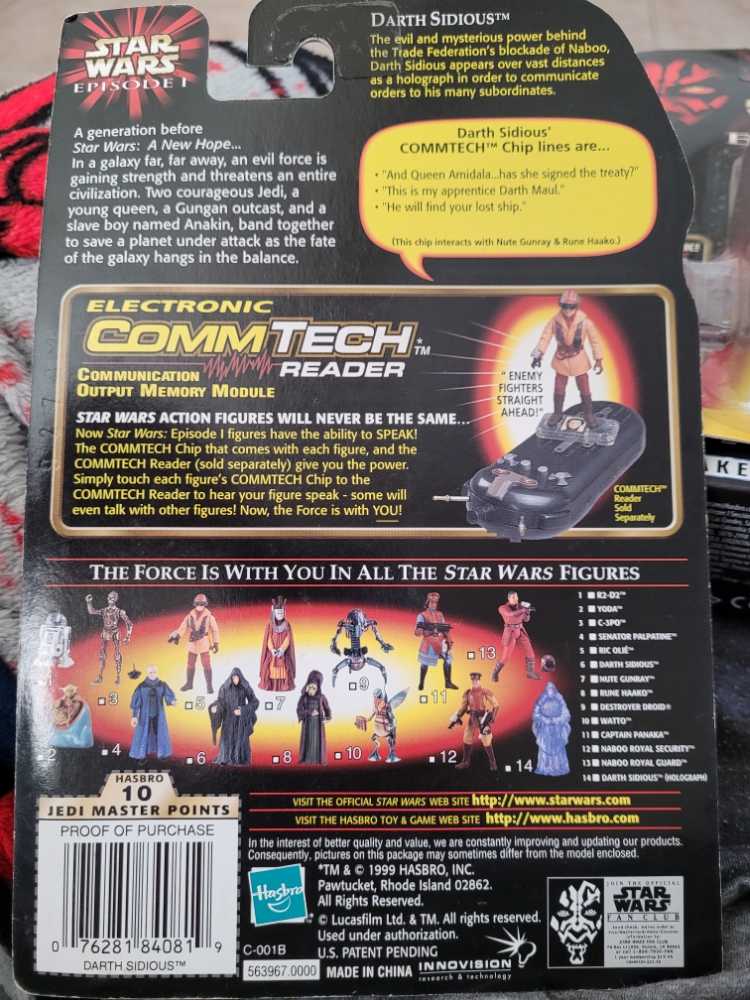 STAR
WARS
EPISODE I
DARTH SIDIOUS™
The evil and mysterious power behind
the Trade Federation's blockade of Naboo,
Darth Sidious appears over vast distances
as a holograph in order to communicate
orders to his many subordinates.
A generation before
Star Wars: A New Hope...
In a galaxy far, far away, an evil force is
gaining strength and threatens an entire
civilization. Two courageous Jedi, a
young queen, a Gungan outcast, and a
slave boy named Anakin, band together
to save a planet under attack as the fate
of the galaxy hangs in the balance.
Darth Sidious'
COMMTECH™ Chip lines are...
• "And Queen Amidala...has she signed the treaty?"
• "This is my apprentice Darth Maul."
• "He will find your lost ship."
(This chip interacts with Nute Gunray & Rune Haako.)
ELECTRONIC
COMMTECH™
READER
COMMUNICATION
OUTPUT MEMORY MODULE
"ENEMY
FIGHTERS
STRAIGHT
AHEAD!"
STAR WARS ACTION FIGURES WILL NEVER BE THE SAME...
Now Star Wars: Episode I figures have the ability to SPEAK!
The COMMTECH Chip that comes with each figure, and the
COMMTECH Reader (sold separately) give you the power.
Simply touch each figure's COMMTECH Chip to the
COMMTECH Reader to hear your figure speak - some will
even talk with other figures! Now, the Force is with YOU!
COMMTECH™
Reader
Sold
Separately
AKE
THE FORCE IS WITH YOU IN ALL THE STAR WARS FIGURES
1 ■ R2-D2™
2 ■ YODA™
3 ■ C-3PO™
4 ■ SENATOR PALPATINE™
5 ■ RIC OLIÉ™
6 ■ DARTH SIDIOUS™
7 ■ NUTE GUNRAY™
8 ■ RUNE HAAKO™
9 ■ DESTROYER DROID®
10 ■ WATTO™
11 ■ CAPTAIN PANAKA™
12 ■ NABOO ROYAL SECURITY™
13 ■ NABOO ROYAL GUARD™
14 ■ DARTH SIDIOUS™ (HOLOGRAPH)
■3
■5
■7
■9
■11
■13
■2
■4
■6
■8
■10
■12
■14
HASBRO
10
JEDI MASTER POINTS
PROOF OF PURCHASE
0 76281 84081 9
DARTH SIDIOUS™
VISIT THE OFFICIAL STAR WARS WEB SITE http://www.starwars.com
VISIT THE HASBRO TOY & GAME WEB SITE http://www.hasbro.com
In the interest of better quality and value, we are constantly improving and updating our products.
Consequently, pictures on this package may sometimes differ from the model enclosed.
Hasbro
*TM & © 1999 HASBRO, INC.
Pawtucket, Rhode Island 02862.
All Rights Reserved.
© Lucasfilm Ltd. & TM. All rights reserved.
Used under authorization.
U.S. PATENT PENDING
C-001B
563967.0000
MADE IN CHINA
INNOVISION
research & technology
JOIN THE OFFICIAL
STAR
WARS
FAN CLUB